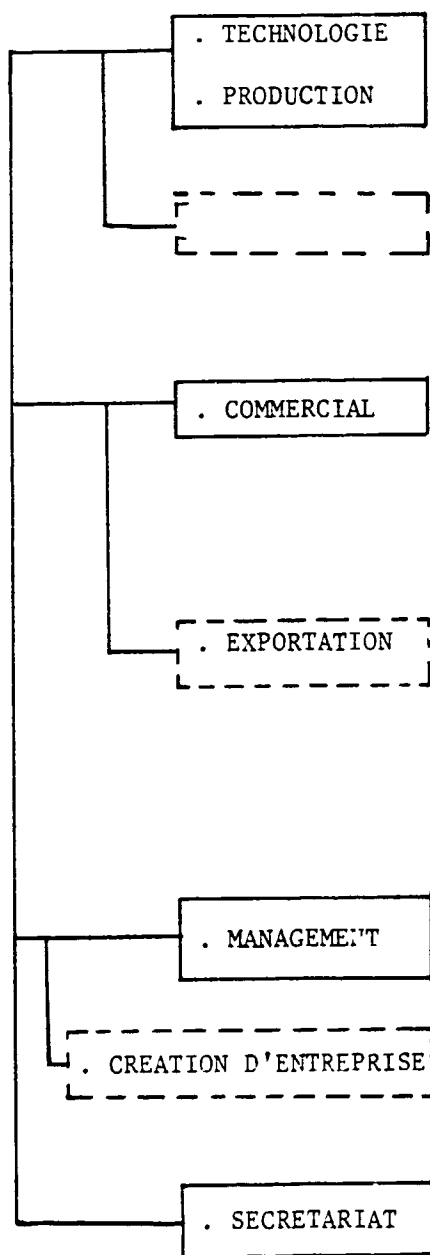 . TECHNOLOGIE
. PRODUCTION
. COMMERCIAL
. EXPORTATION
. MANAGEMENT
. CREATION D'ENTREPRISE
. SECRETARIAT